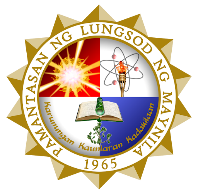 PAMANTASAN NG LUNGSOD NG MAYNILA
Karunungan Kaunlaran Kadakilaan
1965